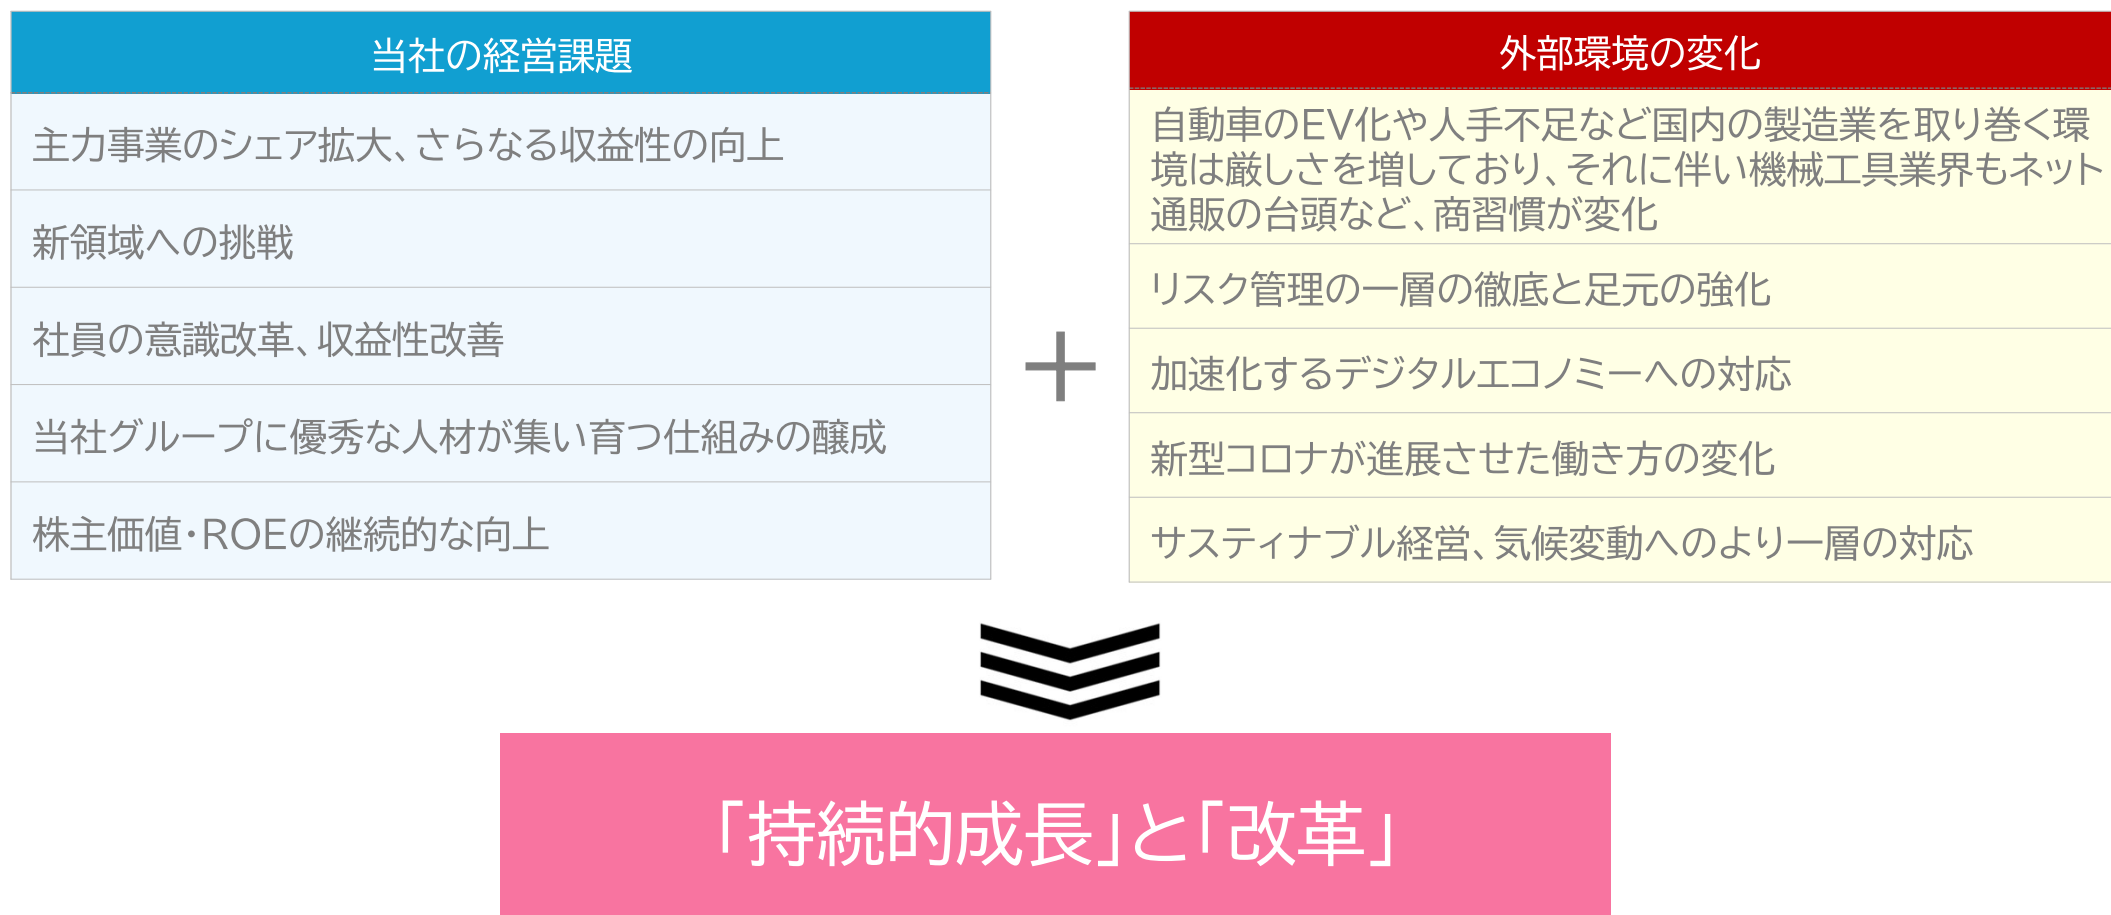 当社の経営課題
主力事業のシェア拡大、さらなる収益性の向上
新領域への挑戦
社員の意識改革、収益性改善
当社グループに優秀な人材が集い育つ仕組みの醸成
株主価値・ROEの継続的な向上
＋
外部環境の変化
自動車のEV化や人手不足など国内の製造業を取り巻く環
境は厳しさを増しており、それに伴い機械工具業界もネット
通販の台頭など、商習慣が変化
リスク管理の一層の徹底と足元の強化
加速化するデジタルエコノミーへの対応
新型コロナが進展させた働き方の変化
サスティナブル経営、気候変動へのより一層の対応
「持続的成長」と「改革」